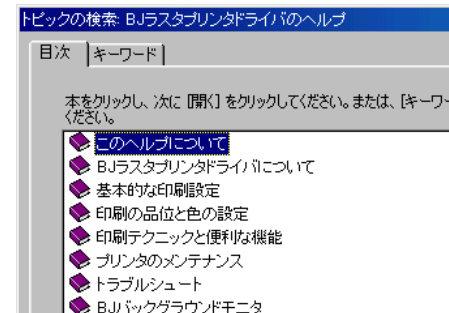 トピックの検索: BJラスタプリンタドライバのヘルプ
目次
キーワード
本をクリックし、次に [開く] をクリックしてください。または、[キーワー
ください。
このヘルプについて
BJラスタプリンタドライバについて
基本的な印刷設定
印刷の品位と色の設定
印刷テクニックと便利な機能
プリンタのメンテナンス
トラブルシュート
BJバックグラウンドモニタ